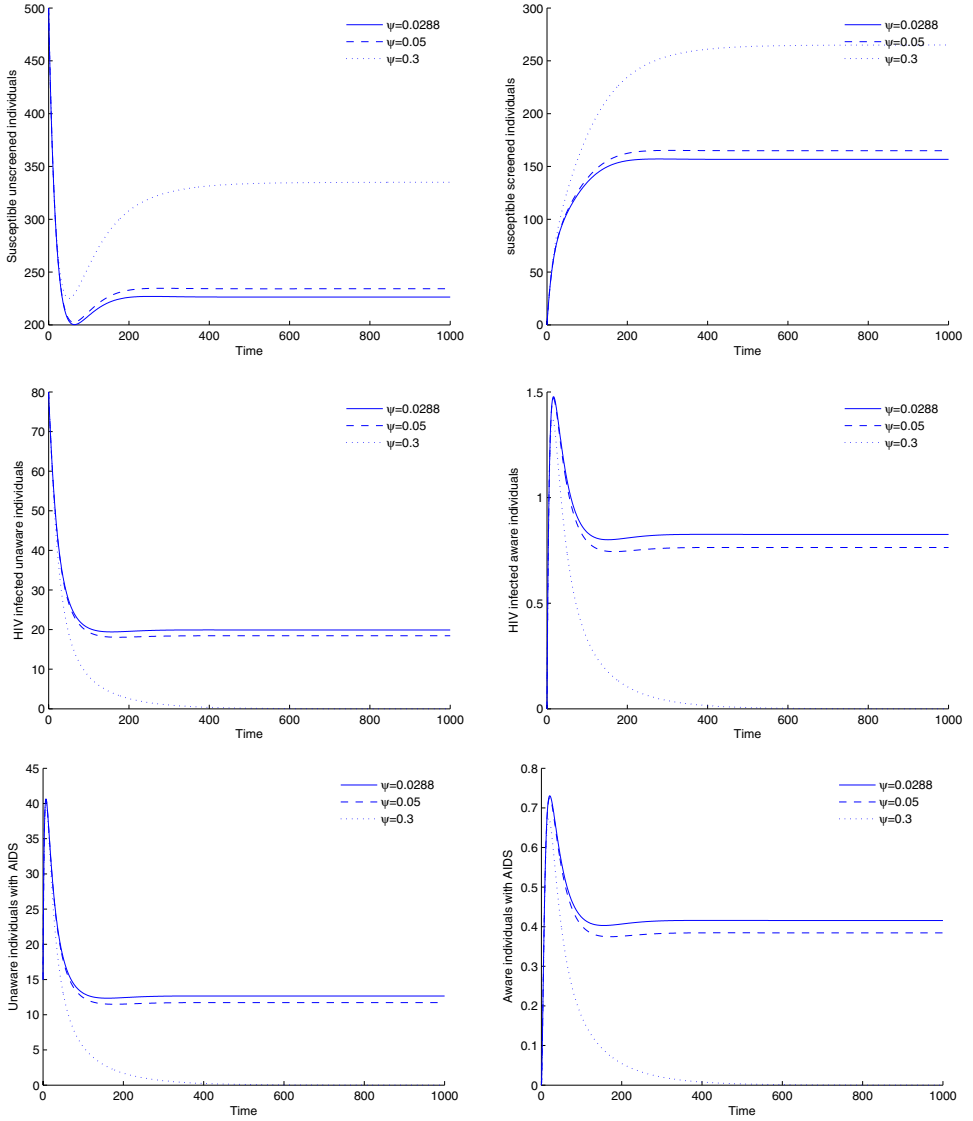 Susceptible unscreened individuals
500
450
400
350
300
250
200
0 200 400 600 800 1000
Time
ψ=0.0288
ψ=0.05
ψ=0.3
susceptible screened individuals
300
250
200
150
100
50
0
0 200 400 600 800 1000
Time
ψ=0.0288
ψ=0.05
ψ=0.3
HIV infected unaware individuals
80
70
60
50
40
30
20
10
0
0 200 400 600 800 1000
Time
ψ=0.0288
ψ=0.05
ψ=0.3
HIV infected aware individuals
1.5
1
0.5
0
0 200 400 600 800 1000
Time
ψ=0.0288
ψ=0.05
ψ=0.3
Unaware individuals with AIDS
45
40
35
30
25
20
15
10
5
0
0 200 400 600 800 1000
Time
ψ=0.0288
ψ=0.05
ψ=0.3
Aware individuals with AIDS
0.8
0.7
0.6
0.5
0.4
0.3
0.2
0.1
0
0 200 400 600 800 1000
Time
ψ=0.0288
ψ=0.05
ψ=0.3